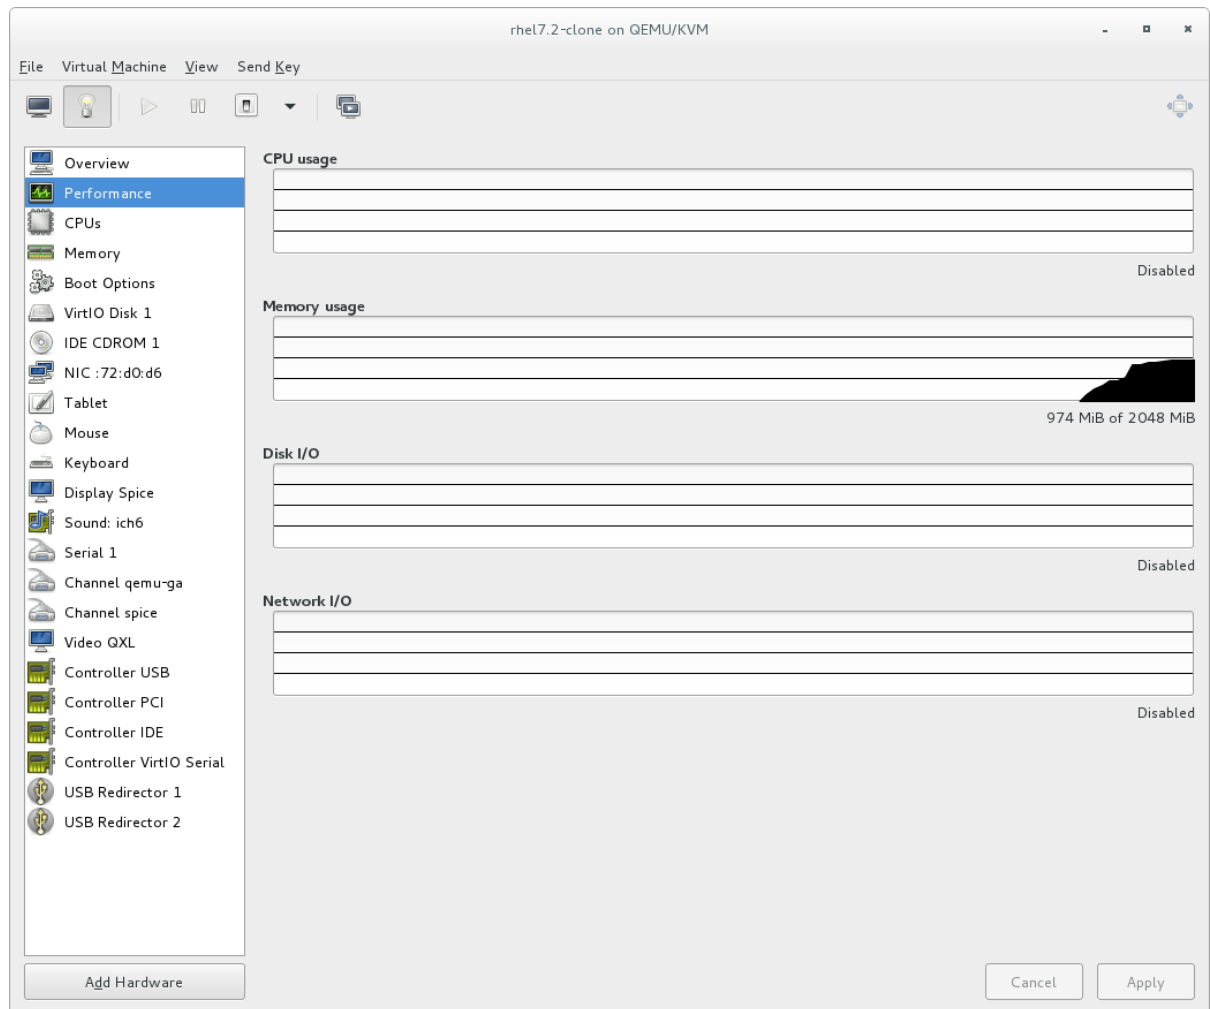 rhel7.2-clone on QEMU/KVM
File Virtual Machine View Send Key
Overview
Performance
CPUs
Memory
Boot Options
VirtIO Disk 1
IDE CDROM 1
NIC :72:d0:d6
Tablet
Mouse
Keyboard
Display Spice
Sound: ich6
Serial 1
Channel qemu-ga
Channel spice
Video QXL
Controller USB
Controller PCI
Controller IDE
Controller VirtIO Serial
USB Redirector 1
USB Redirector 2
Add Hardware
CPU usage
Disabled
Memory usage
974 MiB of 2048 MiB
Disk I/O
Disabled
Network I/O
Disabled
Cancel Apply